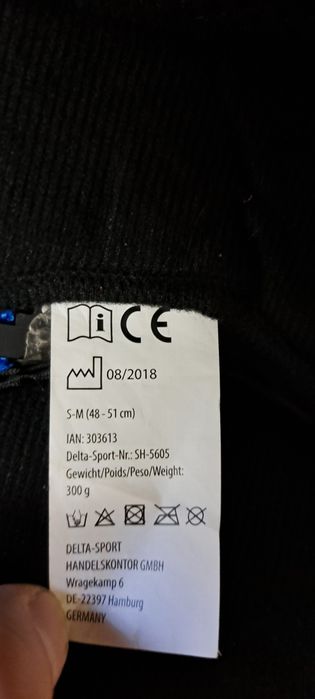 i CE
08/2018
S-M (48 - 51 cm)
IAN: 303613
Delta-Sport-Nr.: SH-5605
Gewicht/Poids/Peso/Weight:
300 g
DELTA-SPORT
HANDELSKONTOR GMBH
Wragekamp 6
DE-22397 Hamburg
GERMANY